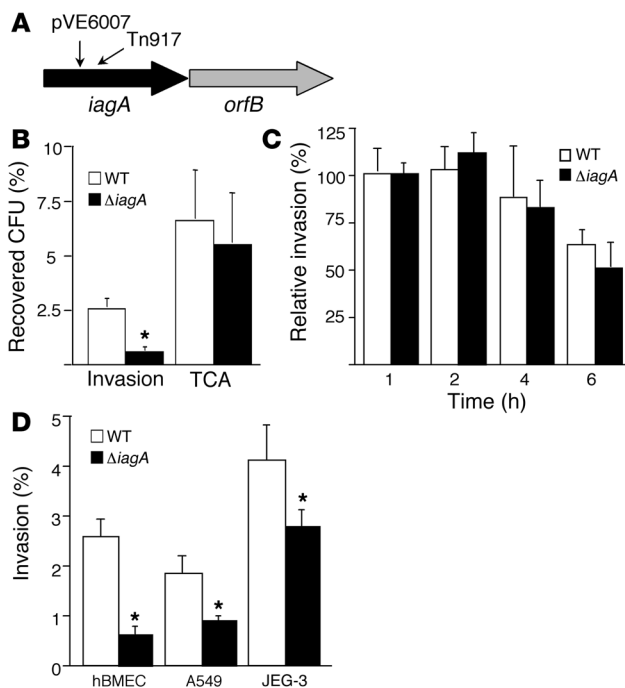 A
pVE6007
Tn917
iagA
orfB
B
Recovered CFU (%)
10
7.5
5
2.5
WT
ΔiagA
*
Invasion
TCA
C
Relative invasion (%)
125
100
75
50
25
WT
ΔiagA
1
2
4
6
Time (h)
D
Invasion (%)
5
4
3
2
1
0
WT
ΔiagA
*
*
*
hBMEC
A549
JEG-3